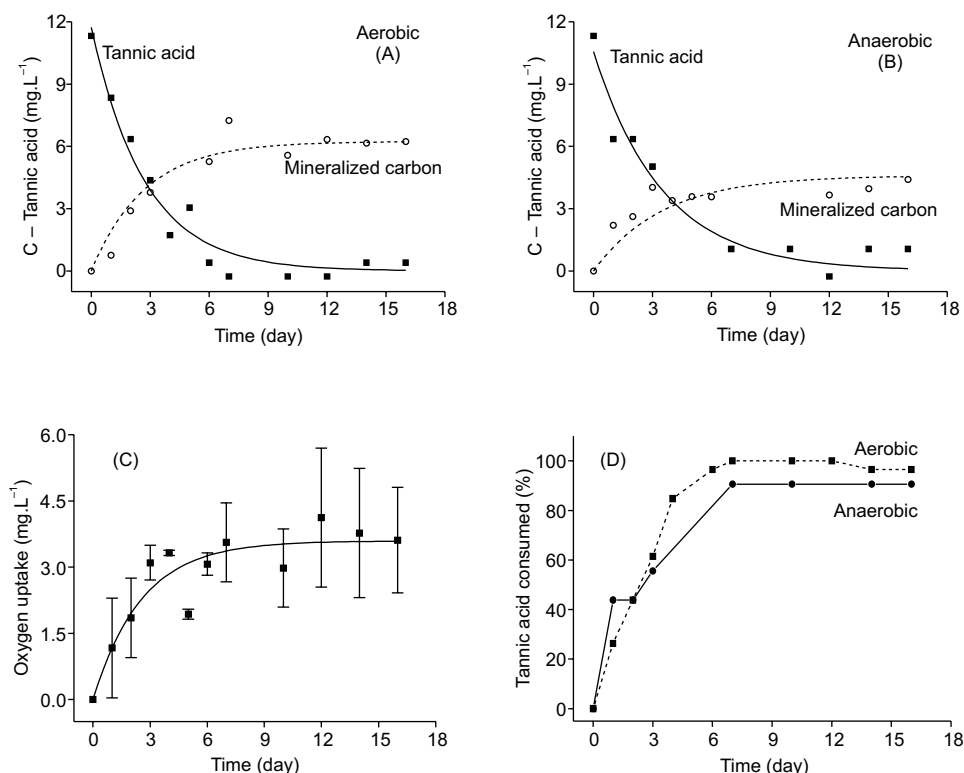 12
9
6
3
0
C – Tannic acid (mg.L⁻¹)
Aerobic
(A)
Tannic acid
Mineralized carbon
0 3 6 9 12 15 18
Time (day)
12
9
6
3
0
C – Tannic acid (mg.L⁻¹)
Anaerobic
(B)
Tannic acid
Mineralized carbon
0 3 6 9 12 15 18
Time (day)
6.0
4.5
3.0
1.5
0.0
Oxygen uptake (mg.L⁻¹)
(C)
0 3 6 9 12 15 18
Time (day)
100
80
60
40
20
0
Tannic acid consumed (%)
(D)
Aerobic
Anaerobic
0 3 6 9 12 15 18
Time (day)